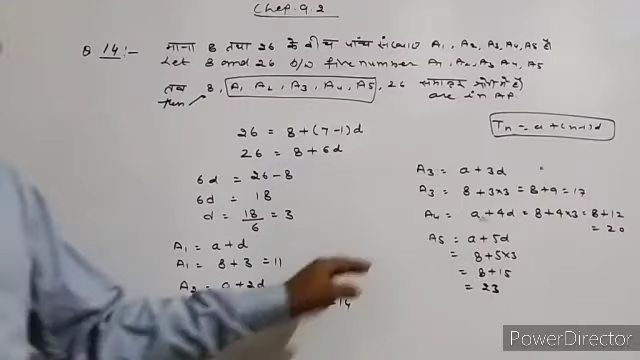 Chep. 9.2
Q 14:- माना 8 तथा 26 के बीच पांच संख्याएं A1, A2, A3, A4, A5 है
Let 8 and 26 b/w five number A1, A2, A3, A4, A5
तब 8, A1, A2, A3, A4, A5, 26 समान्तर श्रेणी में हैं
then are in AP
Tn = a+(n-1)d
26 = 8+(7-1)d
26 = 8+6d
6d = 26-8
6d = 18
d = 18/6 = 3
A1 = a+d
A1 = 8+3 = 11
A2 = a+2d
= 14
A3 = a+3d
A3 = 8+3×3 = 8+9 = 17
A4 = a+4d = 8+4×3 = 8+12
= 20
A5 = a+5d
= 8+5×3
= 8+15
= 23
PowerDirector